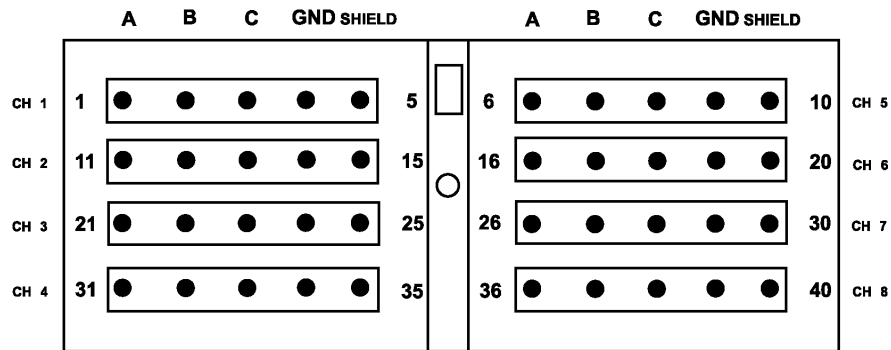 A B C GND SHIELD A B C GND SHIELD
CH 1 1 5 6 10 CH 5
CH 2 11 15 16 20 CH 6
CH 3 21 25 26 30 CH 7
CH 4 31 35 36 40 CH 8